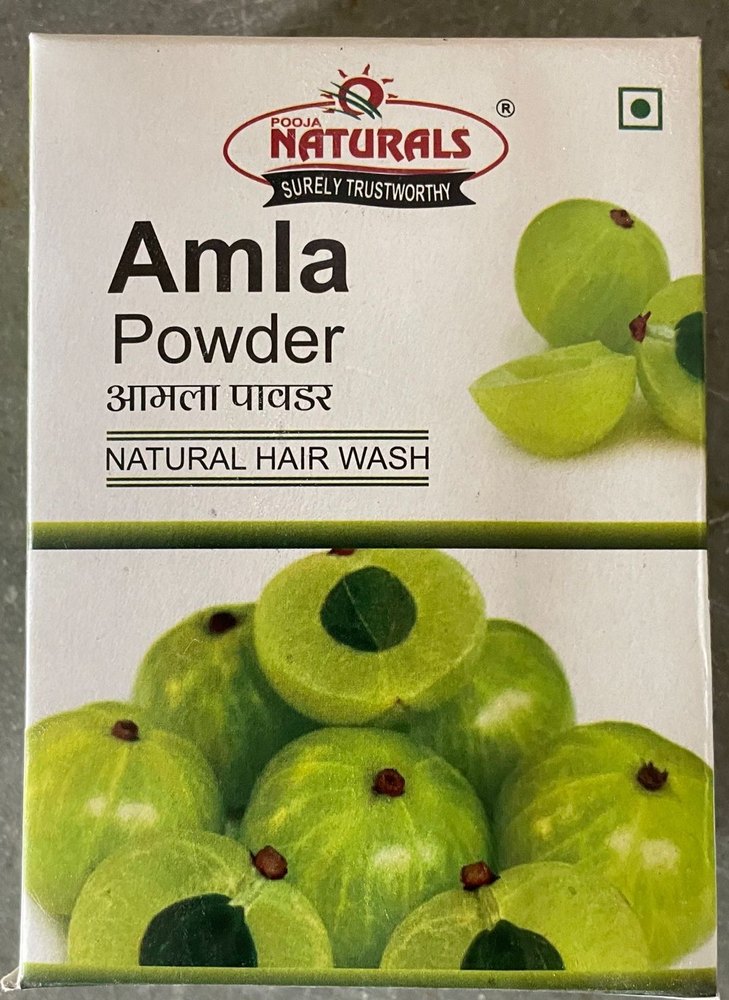 POOJA
NATURALS
®
SURELY TRUSTWORTHY
Amla
Powder
आमला पावडर
NATURAL HAIR WASH